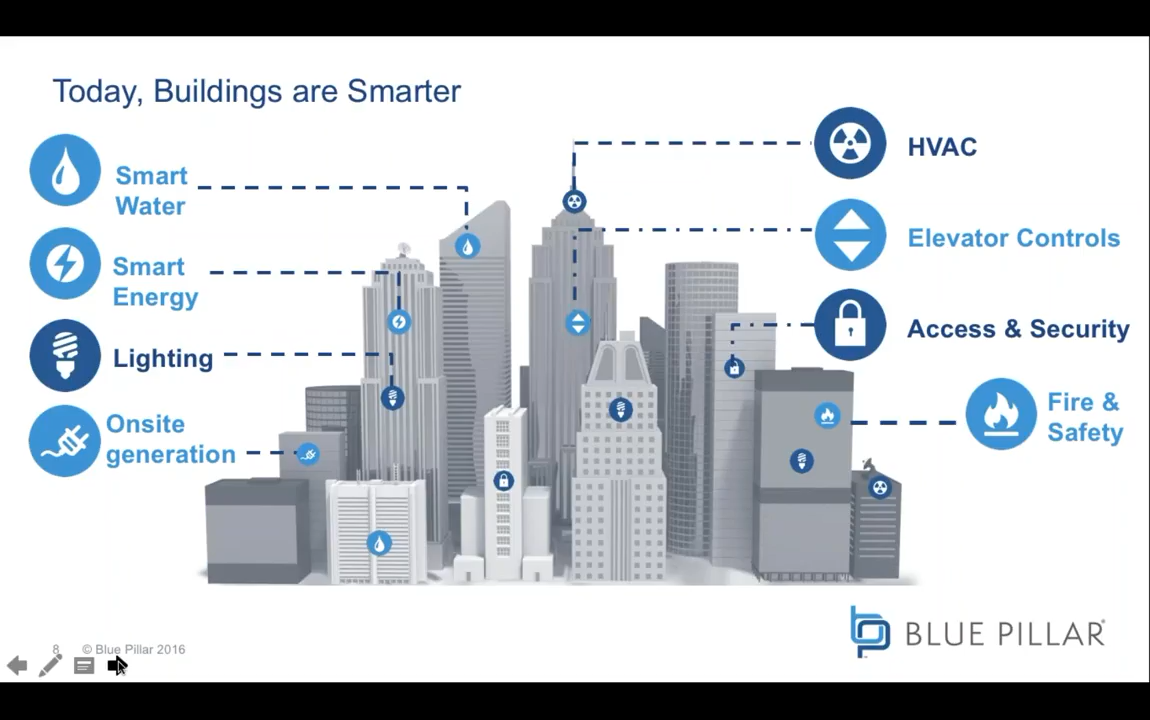 Today, Buildings are Smarter
Smart
Water
Smart
Energy
Lighting
Onsite
generation
HVAC
Elevator Controls
Access & Security
Fire &
Safety
8 © Blue Pillar 2016
BLUE PILLAR®